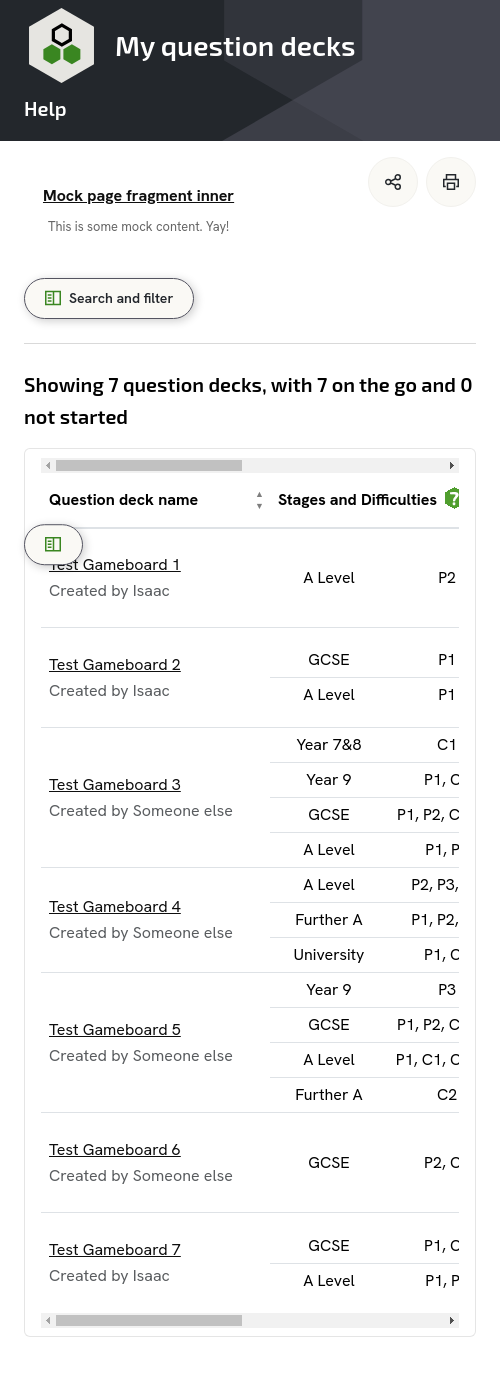 My question decks
Help
Mock page fragment inner
This is some mock content. Yay!
Search and filter
Showing 7 question decks, with 7 on the go and 0
not started
Question deck name Stages and Difficulties ?
Test Gameboard 1
Created by Isaac
A Level P2
Test Gameboard 2
Created by Isaac
GCSE P1
A Level P1
Test Gameboard 3
Created by Someone else
Year 7&8 C1
Year 9 P1, C
GCSE P1, P2, C
A Level P1, P
Test Gameboard 4
Created by Someone else
A Level P2, P3,
Further A P1, P2,
University P1, C
Test Gameboard 5
Created by Someone else
Year 9 P3
GCSE P1, P2, C
A Level P1, C1, C
Further A C2
Test Gameboard 6
Created by Someone else
GCSE P2, C
Test Gameboard 7
Created by Isaac
GCSE P1, C
A Level P1, P